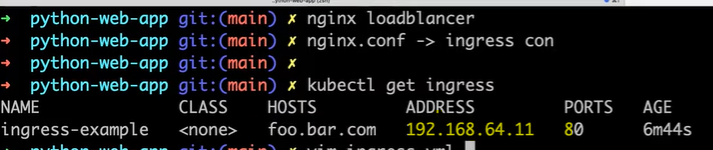 → python-web-app git:(main) ✗ nginx loadblancer
→ python-web-app git:(main) ✗ nginx.conf -> ingress con
→ python-web-app git:(main) ✗
→ python-web-app git:(main) ✗ kubectl get ingress
NAME CLASS HOSTS ADDRESS PORTS AGE
ingress-example <none> foo.bar.com 192.168.64.11 80 6m44s
→ python-web-app git:(main) ✗ vim ingress.yml